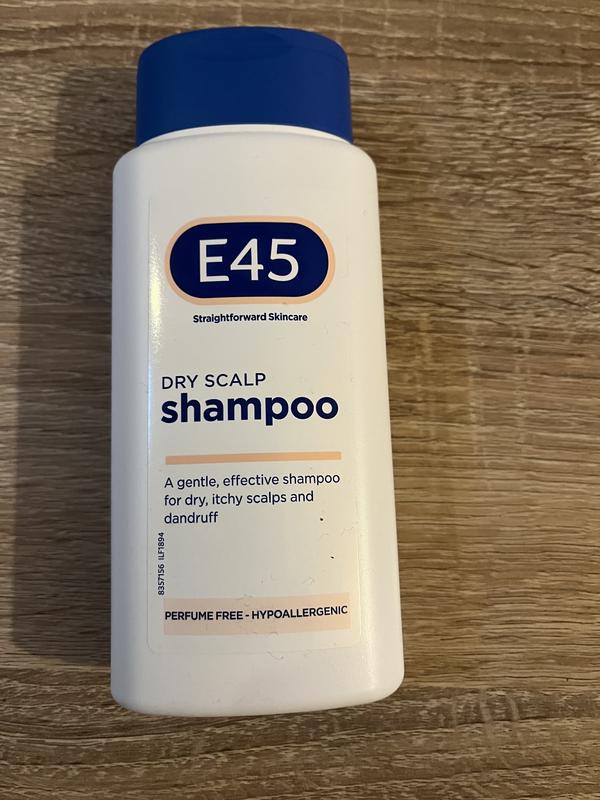 E45
Straightforward Skincare
DRY SCALP
shampoo
A gentle, effective shampoo
for dry, itchy scalps and
dandruff
8357156 ILF1894
PERFUME FREE - HYPOALLERGENIC